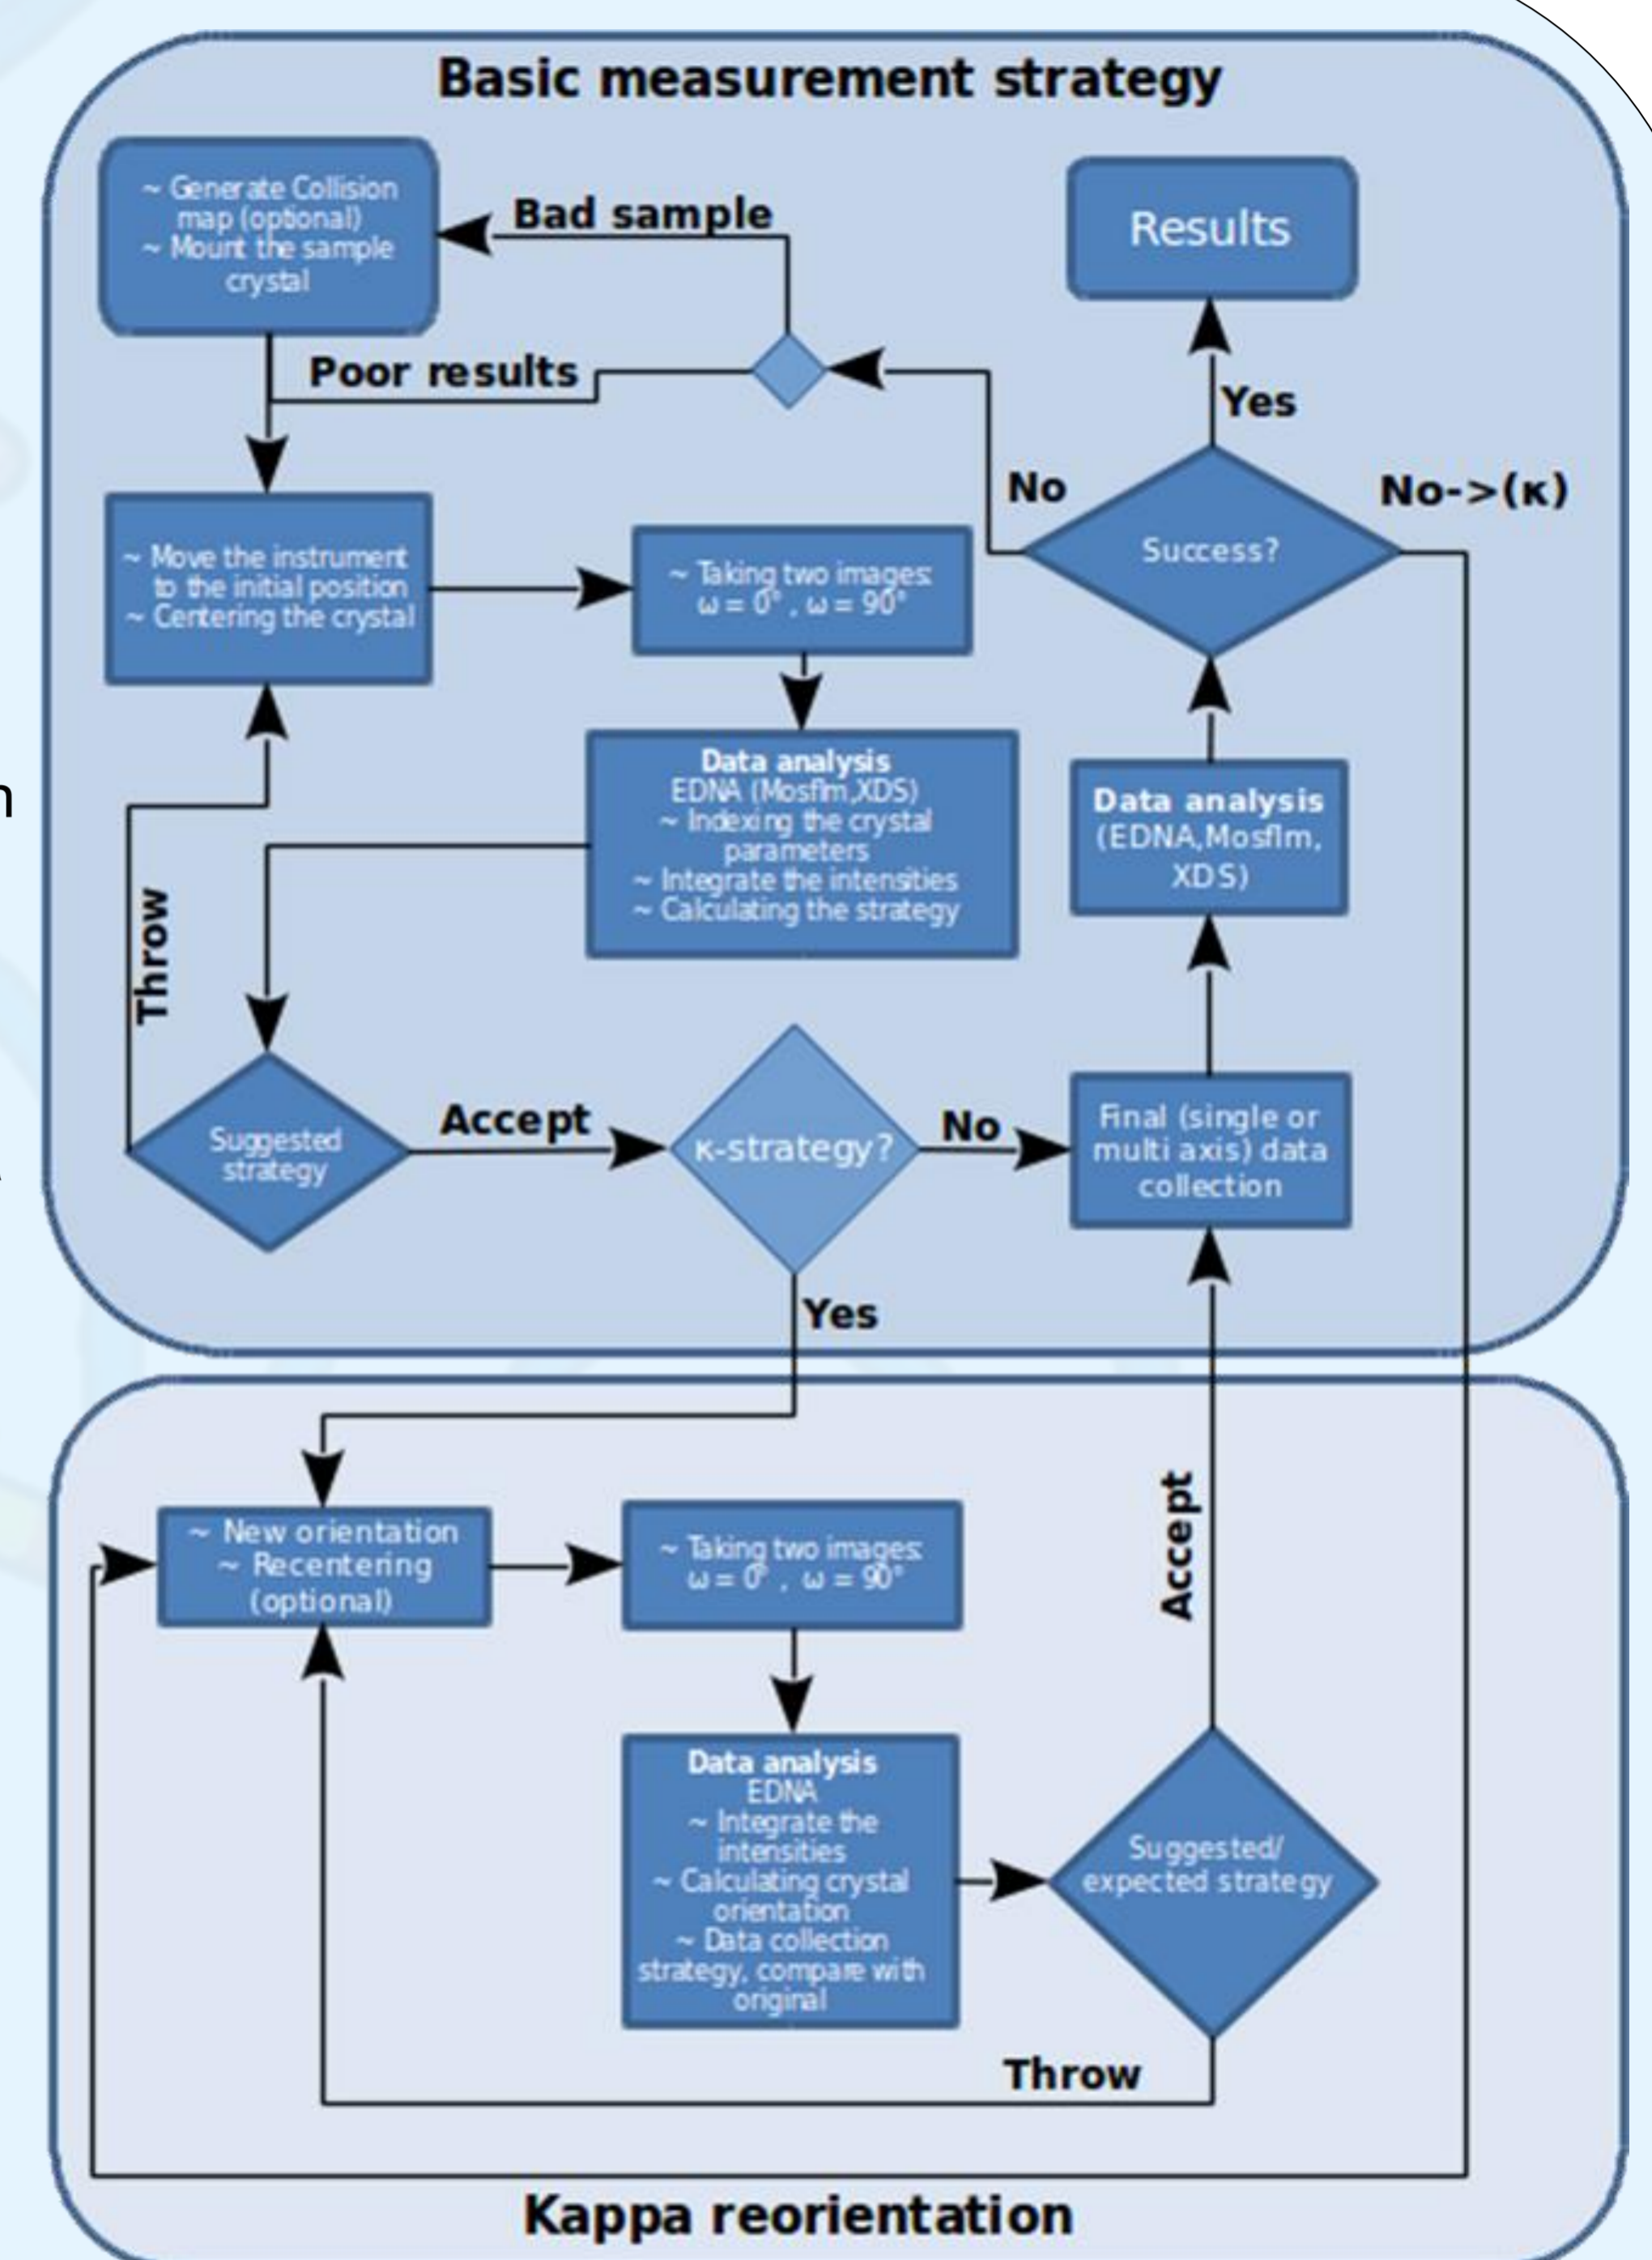 Basic measurement strategy
~ Generate Collision
map (optional)
~ Mount the sample
crystal
Bad sample
Results
Poor results
Yes
No
No->(κ)
Success?
~ Move the instrument
to the initial position
~ Centering the crystal
~ Taking two images:
ω = 0° , ω = 90°
Data analysis
EDNA (Mosflm,XDS)
~ Indexing the crystal
parameters
~ Integrate the intensities
~ Calculating the strategy
Data analysis
(EDNA,Mosflm,
XDS)
Throw
Suggested
strategy
Accept
κ-strategy?
No
Final (single or
multi axis) data
collection
Yes
~ New orientation
~ Recentering
(optional)
~ Taking two images:
ω = 0° , ω = 90°
Accept
Data analysis
EDNA
~ Integrate the
intensities
~ Calculating crystal
orientation
~ Data collection
strategy, compare with
original
Suggested/
expected strategy
Throw
Kappa reorientation